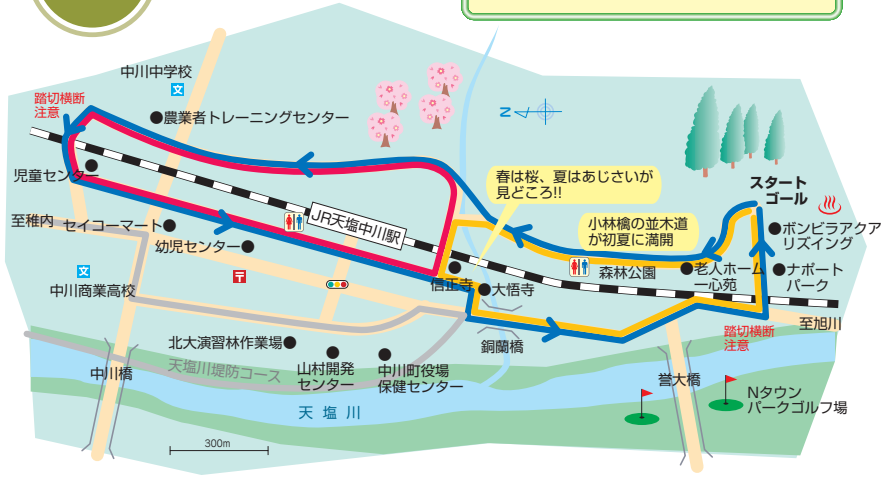 中川中学校
文
踏切横断
注意
●農業者トレーニングセンター
児童センター
至稚内
セイコーマート●
幼児センター●
文
中川商業高校
JR天塩中川駅
N
春は桜、夏はあじさいが
見どころ!!
小林檎の並木道
が初夏に満開
スタート
ゴール
●ポンピラアクア
リズイング
森林公園
●老人ホーム
一心苑
●ナポート
パーク
信正寺
●大悟寺
踏切横断
注意
至旭川
銅蘭橋
誉大橋
北大演習林作業場●
天塩川堤防コース
山村開発
センター
中川町役場
保健センター
中川橋
天塩川
Nタウン
パークゴルフ場
300m